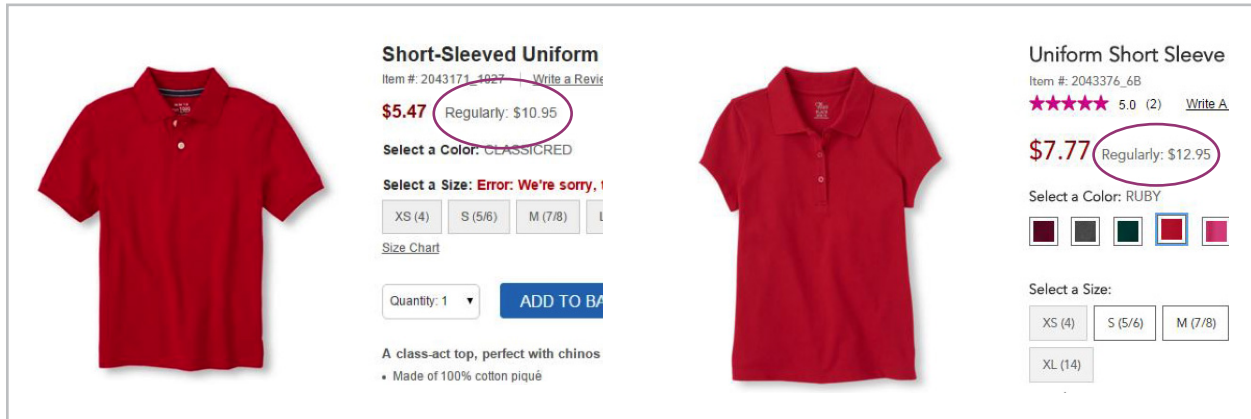 Short-Sleeved Uniform
Item #: 2043171_1027 Write a Revie
$5.47 Regularly: $10.95
Select a Color: CLASSICRED
Select a Size: Error: We're sorry, t
XS (4) S (5/6) M (7/8) L
Size Chart
Quantity: 1 ADD TO BA
A class-act top, perfect with chinos
• Made of 100% cotton piqué
Uniform Short Sleeve
Item #: 2043376_6B
5.0 (2) Write A
$7.77 Regularly: $12.95
Select a Color: RUBY
Select a Size:
XS (4) S (5/6) M (7/8)
XL (14)